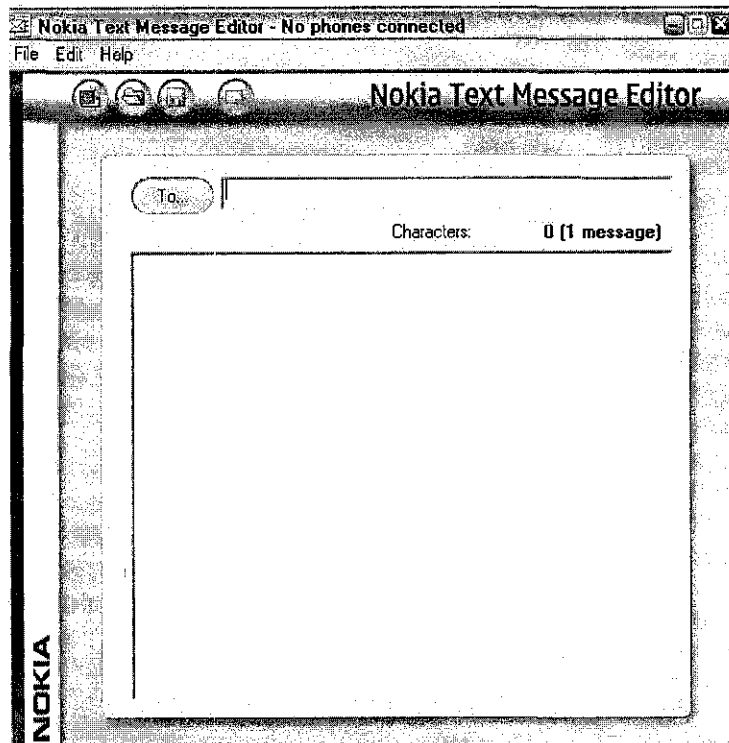 Nokia Text Message Editor - No phones connected
File Edit Help
Nokia Text Message Editor
To...
Characters: 0 (1 message)
NOKIA